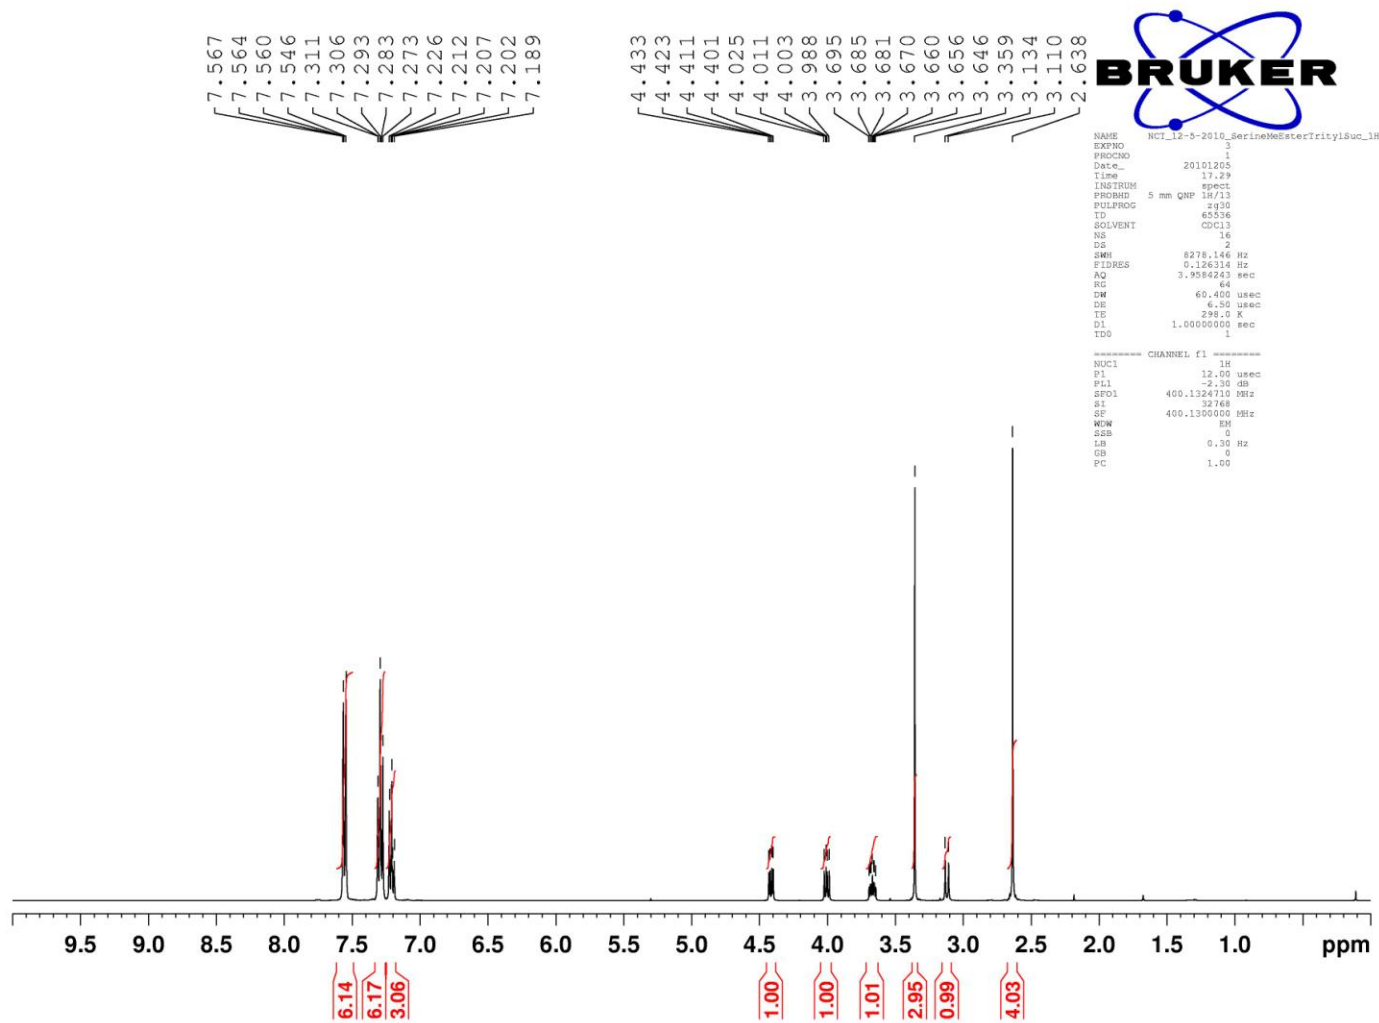 7.567
7.564
7.560
7.546
7.311
7.306
7.293
7.283
7.273
7.226
7.212
7.207
7.202
7.189
4.433
4.423
4.411
4.401
4.025
4.011
4.003
3.988
3.695
3.685
3.681
3.670
3.660
3.656
3.646
3.359
3.134
3.110
2.638
BRUKER
NAME NCT_12-5-2010_SerineMeEsterTritylSuc_1H
EXPNO 3
PROCNO 1
Date_ 20101205
Time 17.29
INSTRUM spect
PROBHD 5 mm QNP 1H/13
PULPROG zg30
TD 65536
SOLVENT CDCl3
NS 16
DS 2
SWH 8278.146 Hz
FIDRES 0.126314 Hz
AQ 3.9584243 sec
RG 64
DW 60.400 usec
DE 6.50 usec
TE 298.0 K
D1 1.00000000 sec
TD0 1
======== CHANNEL f1 ========
NUC1 1H
P1 12.00 usec
PL1 -2.30 dB
SFO1 400.1324710 MHz
SI 32768
SF 400.1300000 MHz
WDW EM
SSB 0
LB 0.30 Hz
GB 0
PC 1.00
9.5 9.0 8.5 8.0 7.5 7.0 6.5 6.0 5.5 5.0 4.5 4.0 3.5 3.0 2.5 2.0 1.5 1.0 ppm
6.14
6.17
3.06
1.00
1.00
1.01
2.95
0.99
4.03